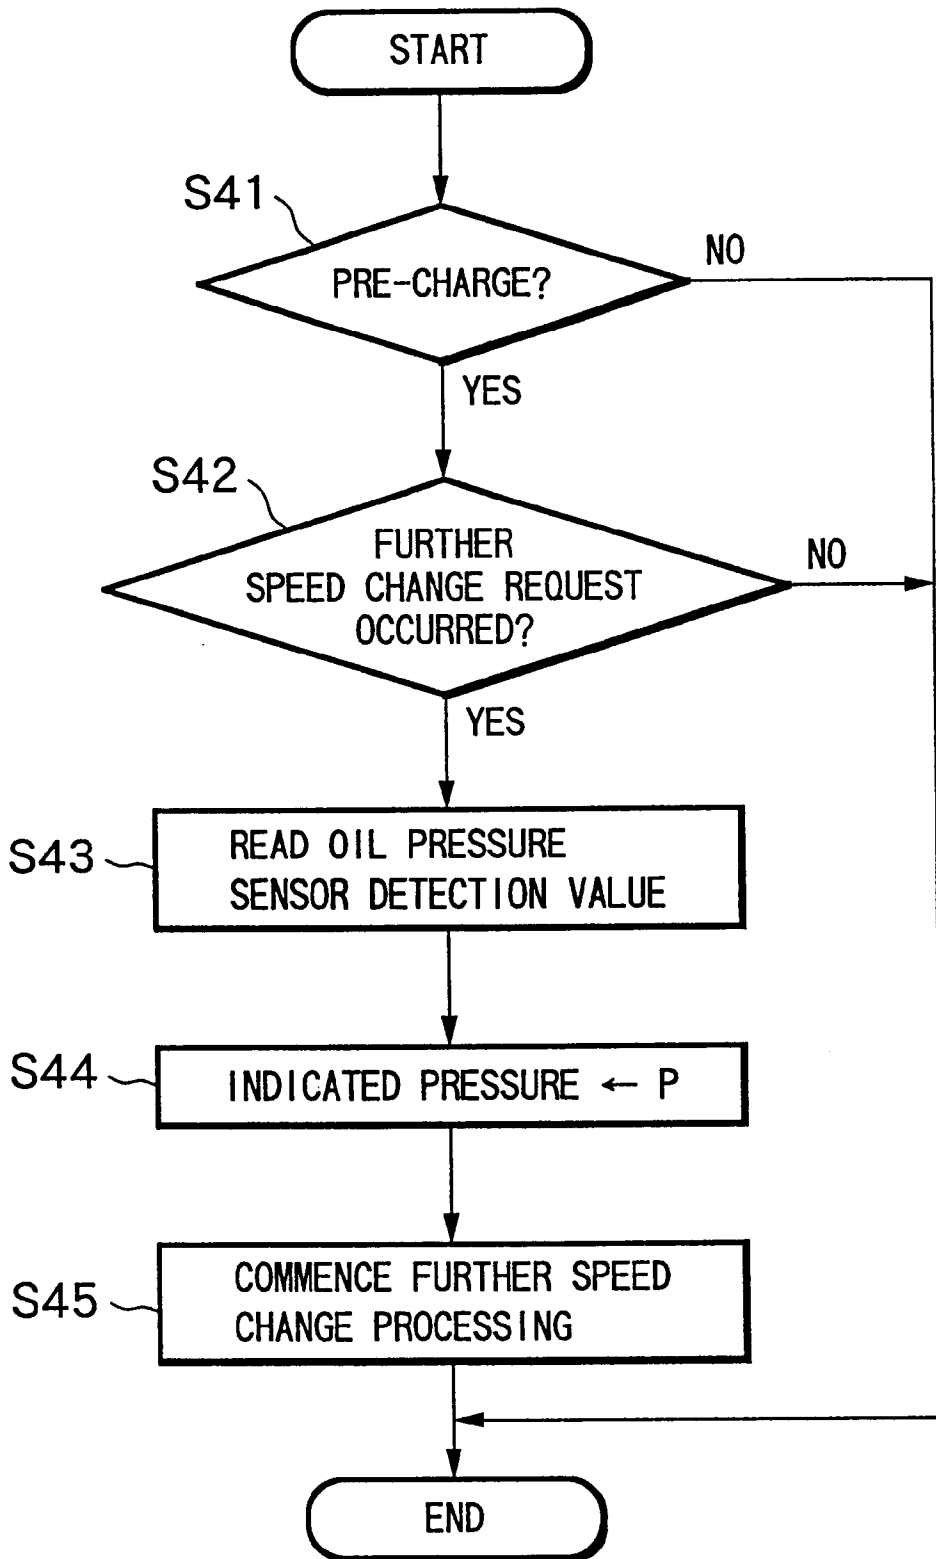 START
S41
PRE-CHARGE?
NO
YES
S42
FURTHER
SPEED CHANGE REQUEST
OCCURRED?
NO
YES
S43
READ OIL PRESSURE
SENSOR DETECTION VALUE
S44
INDICATED PRESSURE ← P
S45
COMMENCE FURTHER SPEED
CHANGE PROCESSING
END